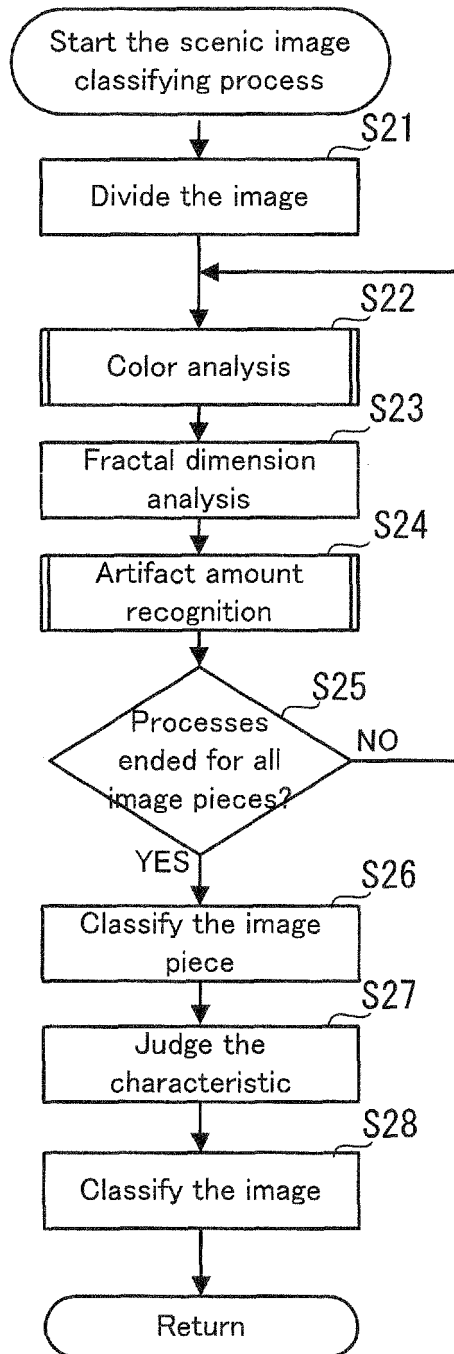 Start the scenic image
classifying process
S21
Divide the image
S22
Color analysis
S23
Fractal dimension
analysis
S24
Artifact amount
recognition
S25
Processes
ended for all
image pieces?
NO
YES
S26
Classify the image
piece
S27
Judge the
characteristic
S28
Classify the image
Return